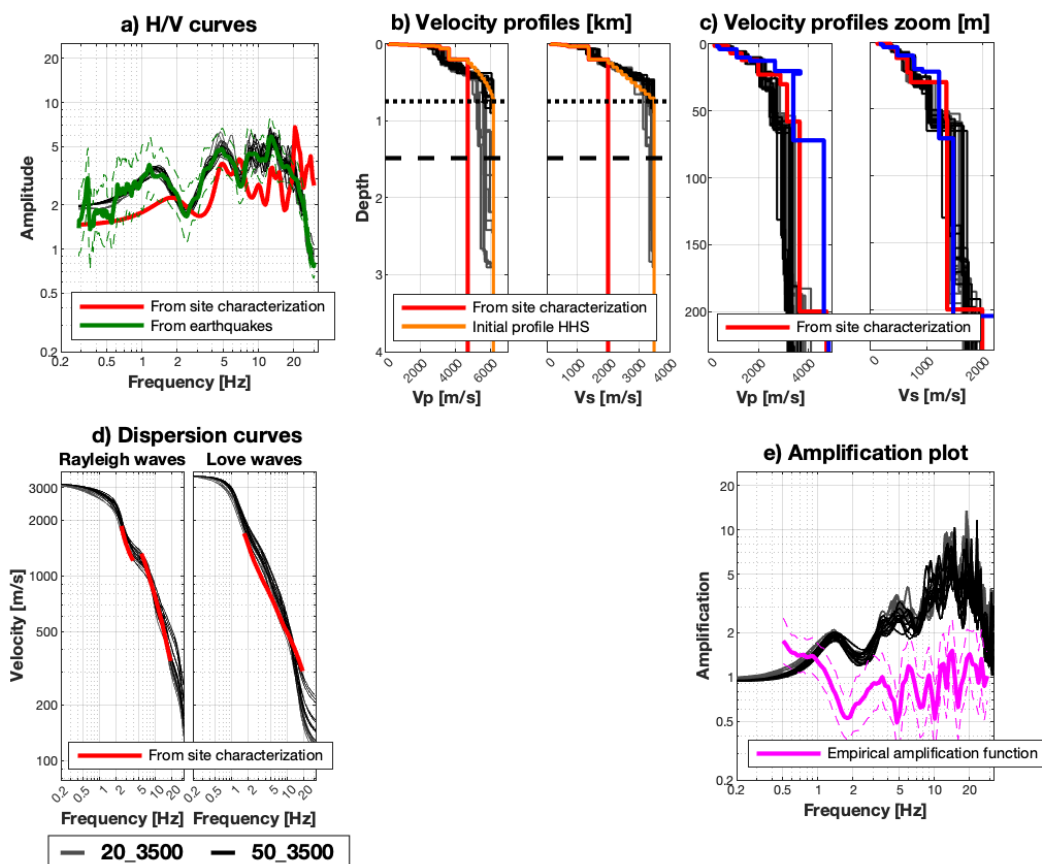 a) H/V curves
20
10
5
2
1
0.5
0.2
Amplitude
0.2
0.5
1
2
5
10
20
Frequency [Hz]
From site characterization
From earthquakes
b) Velocity profiles [km]
0
1
2
3
4
Depth
0
2000
4000
6000
Vp [m/s]
0
1000
2000
3000
4000
Vs [m/s]
From site characterization
Initial profile HHS
c) Velocity profiles zoom [m]
0
50
100
150
200
0
2000
4000
Vp [m/s]
0
1000
2000
Vs [m/s]
From site characterization
d) Dispersion curves
Rayleigh waves
Love waves
3000
2000
1000
500
200
100
Velocity [m/s]
0.2
0.5
1
2
5
10
20
Frequency [Hz]
0.2
0.5
1
2
5
10
20
Frequency [Hz]
From site characterization
20_3500
50_3500
e) Amplification plot
20
10
5
2
1
0.5
0.2
Amplification
0.2
0.5
1
2
5
10
20
Frequency [Hz]
Empirical amplification function